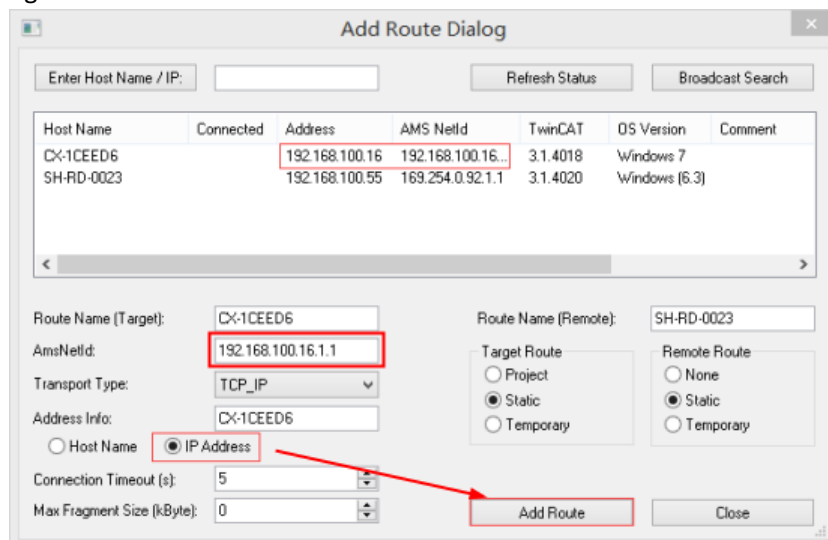 Add Route Dialog
Enter Host Name / IP:
Refresh Status
Broadcast Search
Host Name Connected Address AMS NetId TwinCAT OS Version Comment
CX-1CEED6 192.168.100.16 192.168.100.16... 3.1.4018 Windows 7
SH-RD-0023 192.168.100.55 169.254.0.92.1.1 3.1.4020 Windows (6.3)
Route Name (Target): CX-1CEED6 Route Name (Remote): SH-RD-0023
AmsNetId: 192.168.100.16.1.1 Target Route Remote Route
Project None
Transport Type: TCP_IP Static Static
Address Info: CX-1CEED6 Temporary Temporary
Host Name IP Address
Connection Timeout (s): 5
Max Fragment Size (kByte): 0 Add Route Close